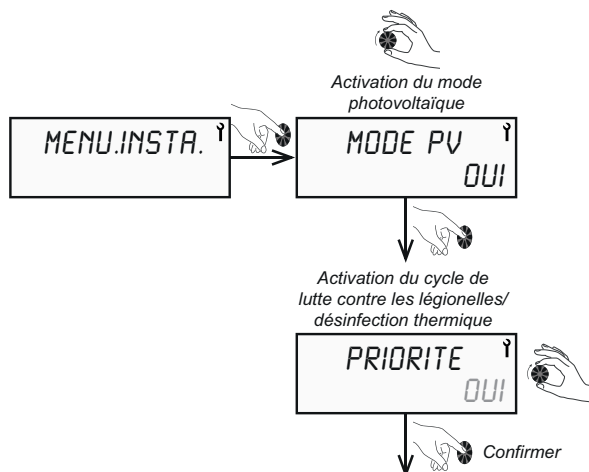 Activation du mode
photovoltaïque
MENU.INSTA.
MODE PV
OUI
Activation du cycle de
lutte contre les légionelles/
désinfection thermique
PRIORITE
OUI
Confirmer